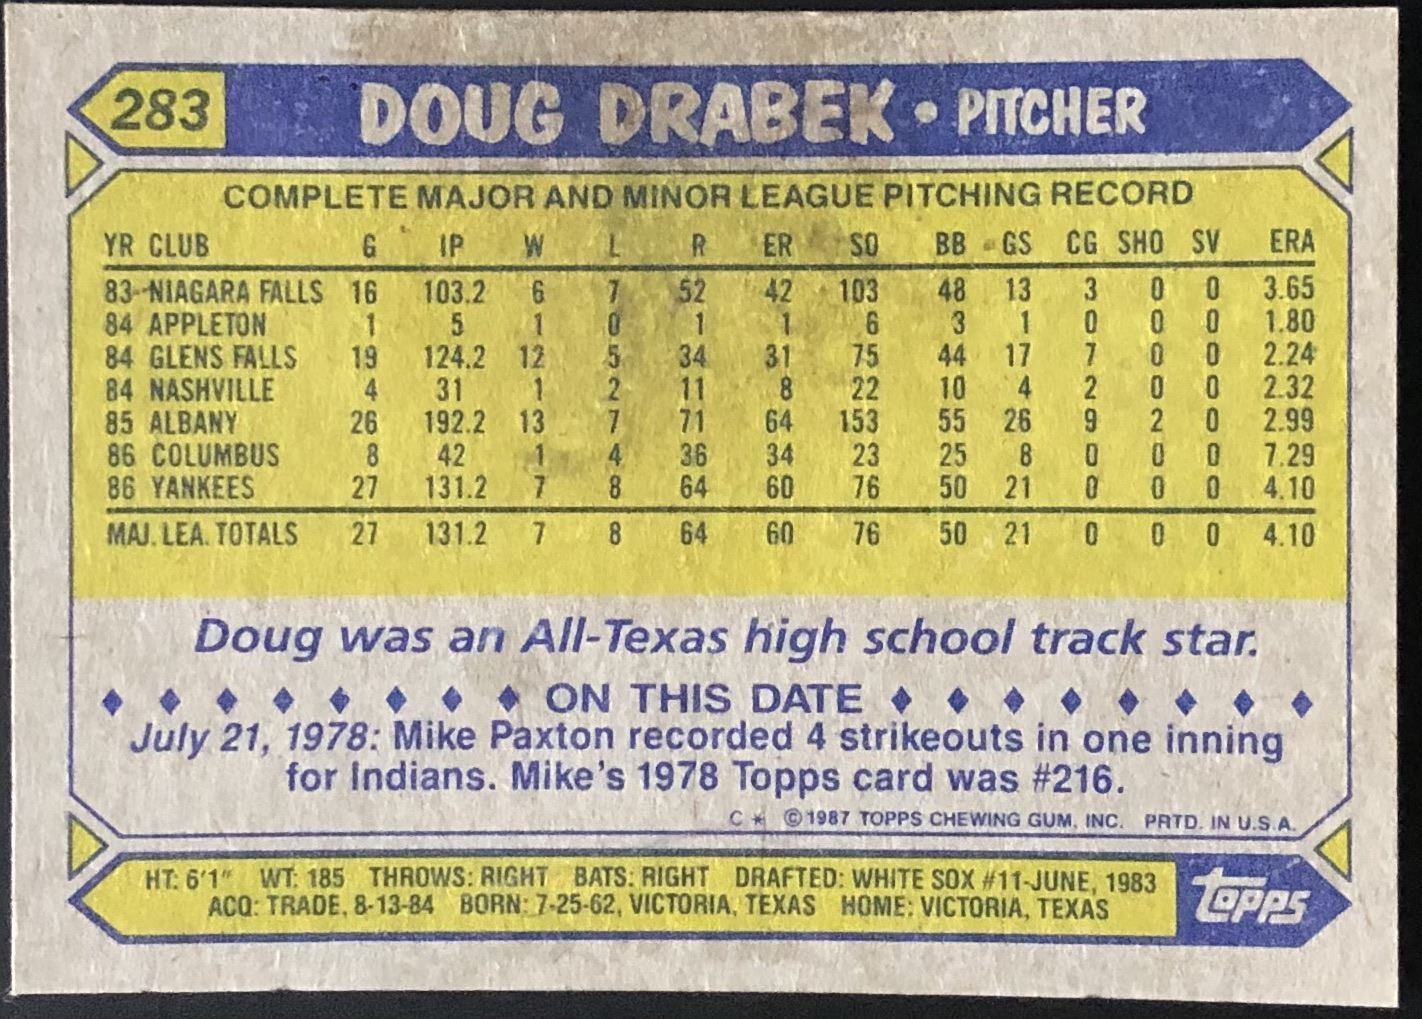 283 DOUG DRABEK • PITCHER
COMPLETE MAJOR AND MINOR LEAGUE PITCHING RECORD
YR CLUB G IP W L R ER SO BB GS CG SHO SV ERA
83 NIAGARA FALLS 16 103.2 6 7 52 42 103 48 13 3 0 0 3.65
84 APPLETON 1 5 1 0 1 1 6 3 1 0 0 0 1.80
84 GLENS FALLS 19 124.2 12 5 34 31 75 44 17 7 0 0 2.24
84 NASHVILLE 4 31 1 2 11 8 22 10 4 2 0 0 2.32
85 ALBANY 26 192.2 13 7 71 64 153 55 26 9 2 0 2.99
86 COLUMBUS 8 42 1 4 36 34 23 25 8 0 0 0 7.29
86 YANKEES 27 131.2 7 8 64 60 76 50 21 0 0 0 4.10
MAJ. LEA. TOTALS 27 131.2 7 8 64 60 76 50 21 0 0 0 4.10
Doug was an All-Texas high school track star.
ON THIS DATE
July 21, 1978: Mike Paxton recorded 4 strikeouts in one inning
for Indians. Mike's 1978 Topps card was #216.
C * ©1987 TOPPS CHEWING GUM, INC. PRTD. IN U.S.A.
HT: 6'1" WT: 185 THROWS: RIGHT BATS: RIGHT DRAFTED: WHITE SOX #11-JUNE, 1983
ACQ: TRADE, 8-13-84 BORN: 7-25-62, VICTORIA, TEXAS HOME: VICTORIA, TEXAS
topps